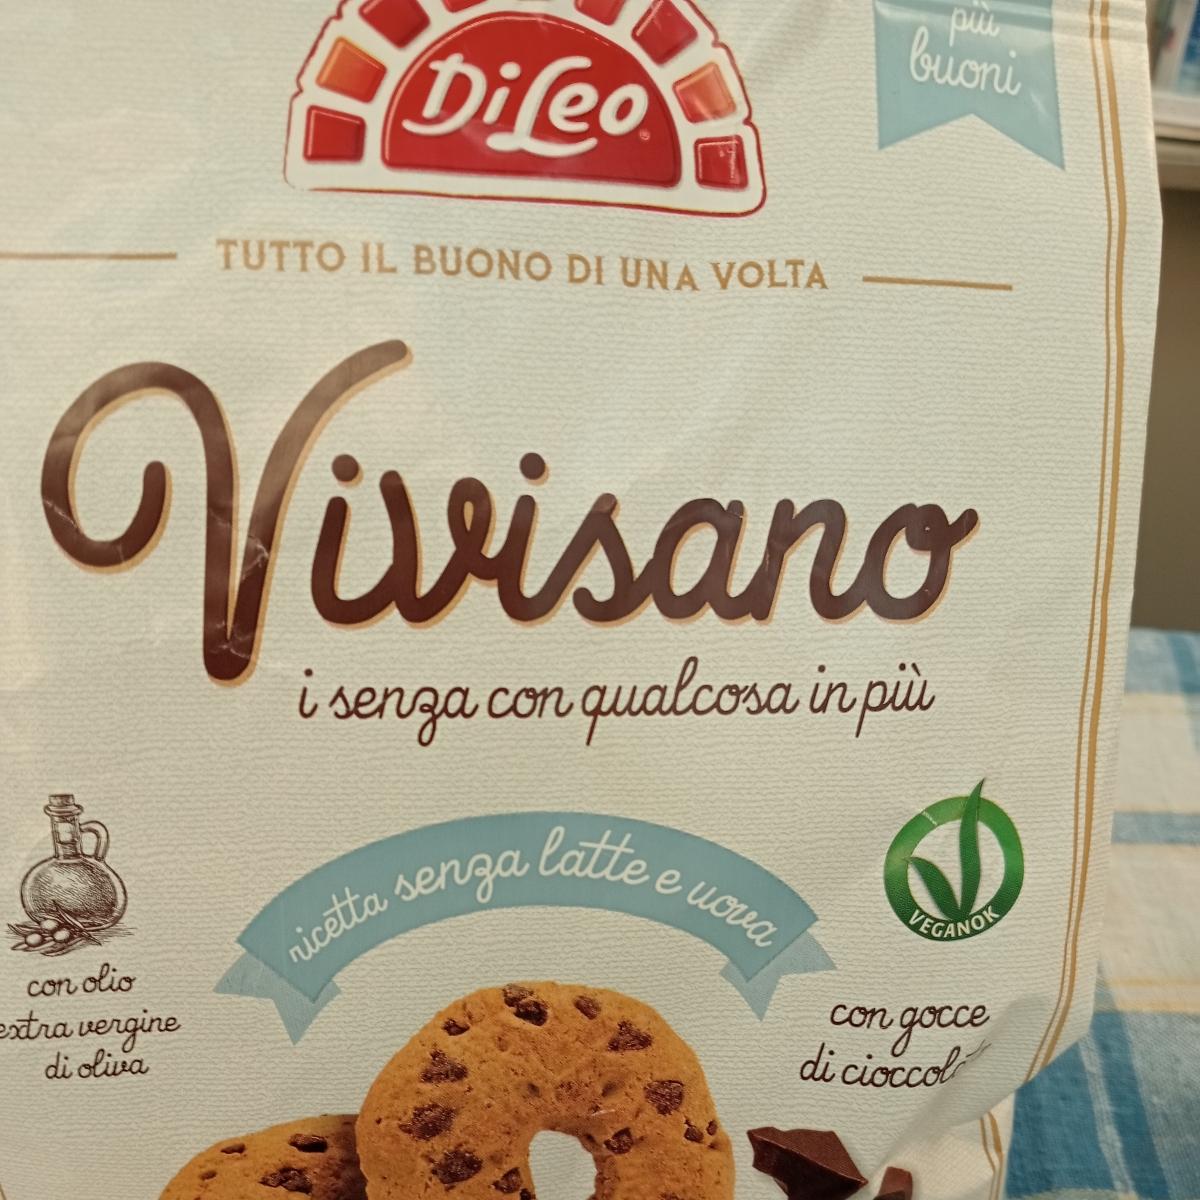 più
buoni
DiLeo
TUTTO IL BUONO DI UNA VOLTA
Vivisano
i senza con qualcosa in più
ricetta senza latte e uova
VEGANOK
con olio
extra vergine
di oliva
con gocce
di